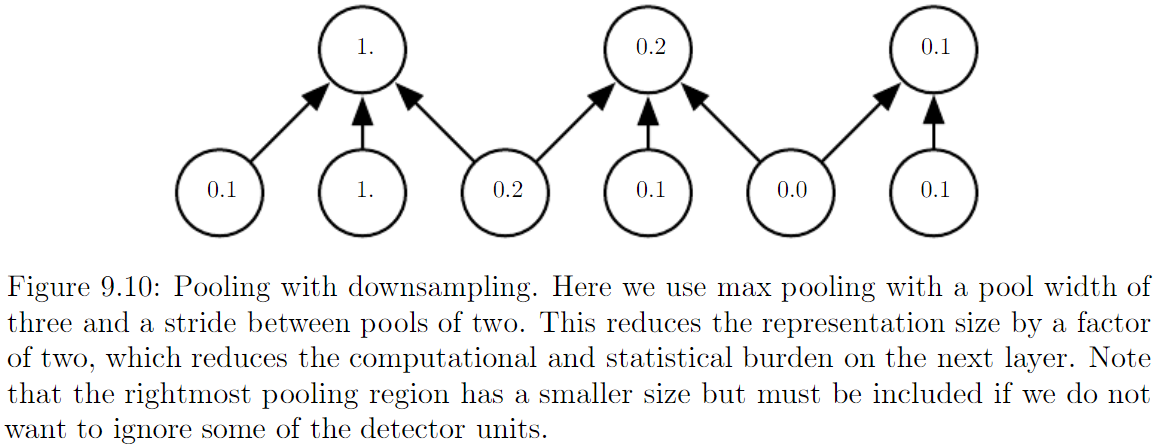 1. 0.2 0.1
0.1 1. 0.2 0.1 0.0 0.1
Figure 9.10: Pooling with downsampling. Here we use max pooling with a pool width of
three and a stride between pools of two. This reduces the representation size by a factor
of two, which reduces the computational and statistical burden on the next layer. Note
that the rightmost pooling region has a smaller size but must be included if we do not
want to ignore some of the detector units.